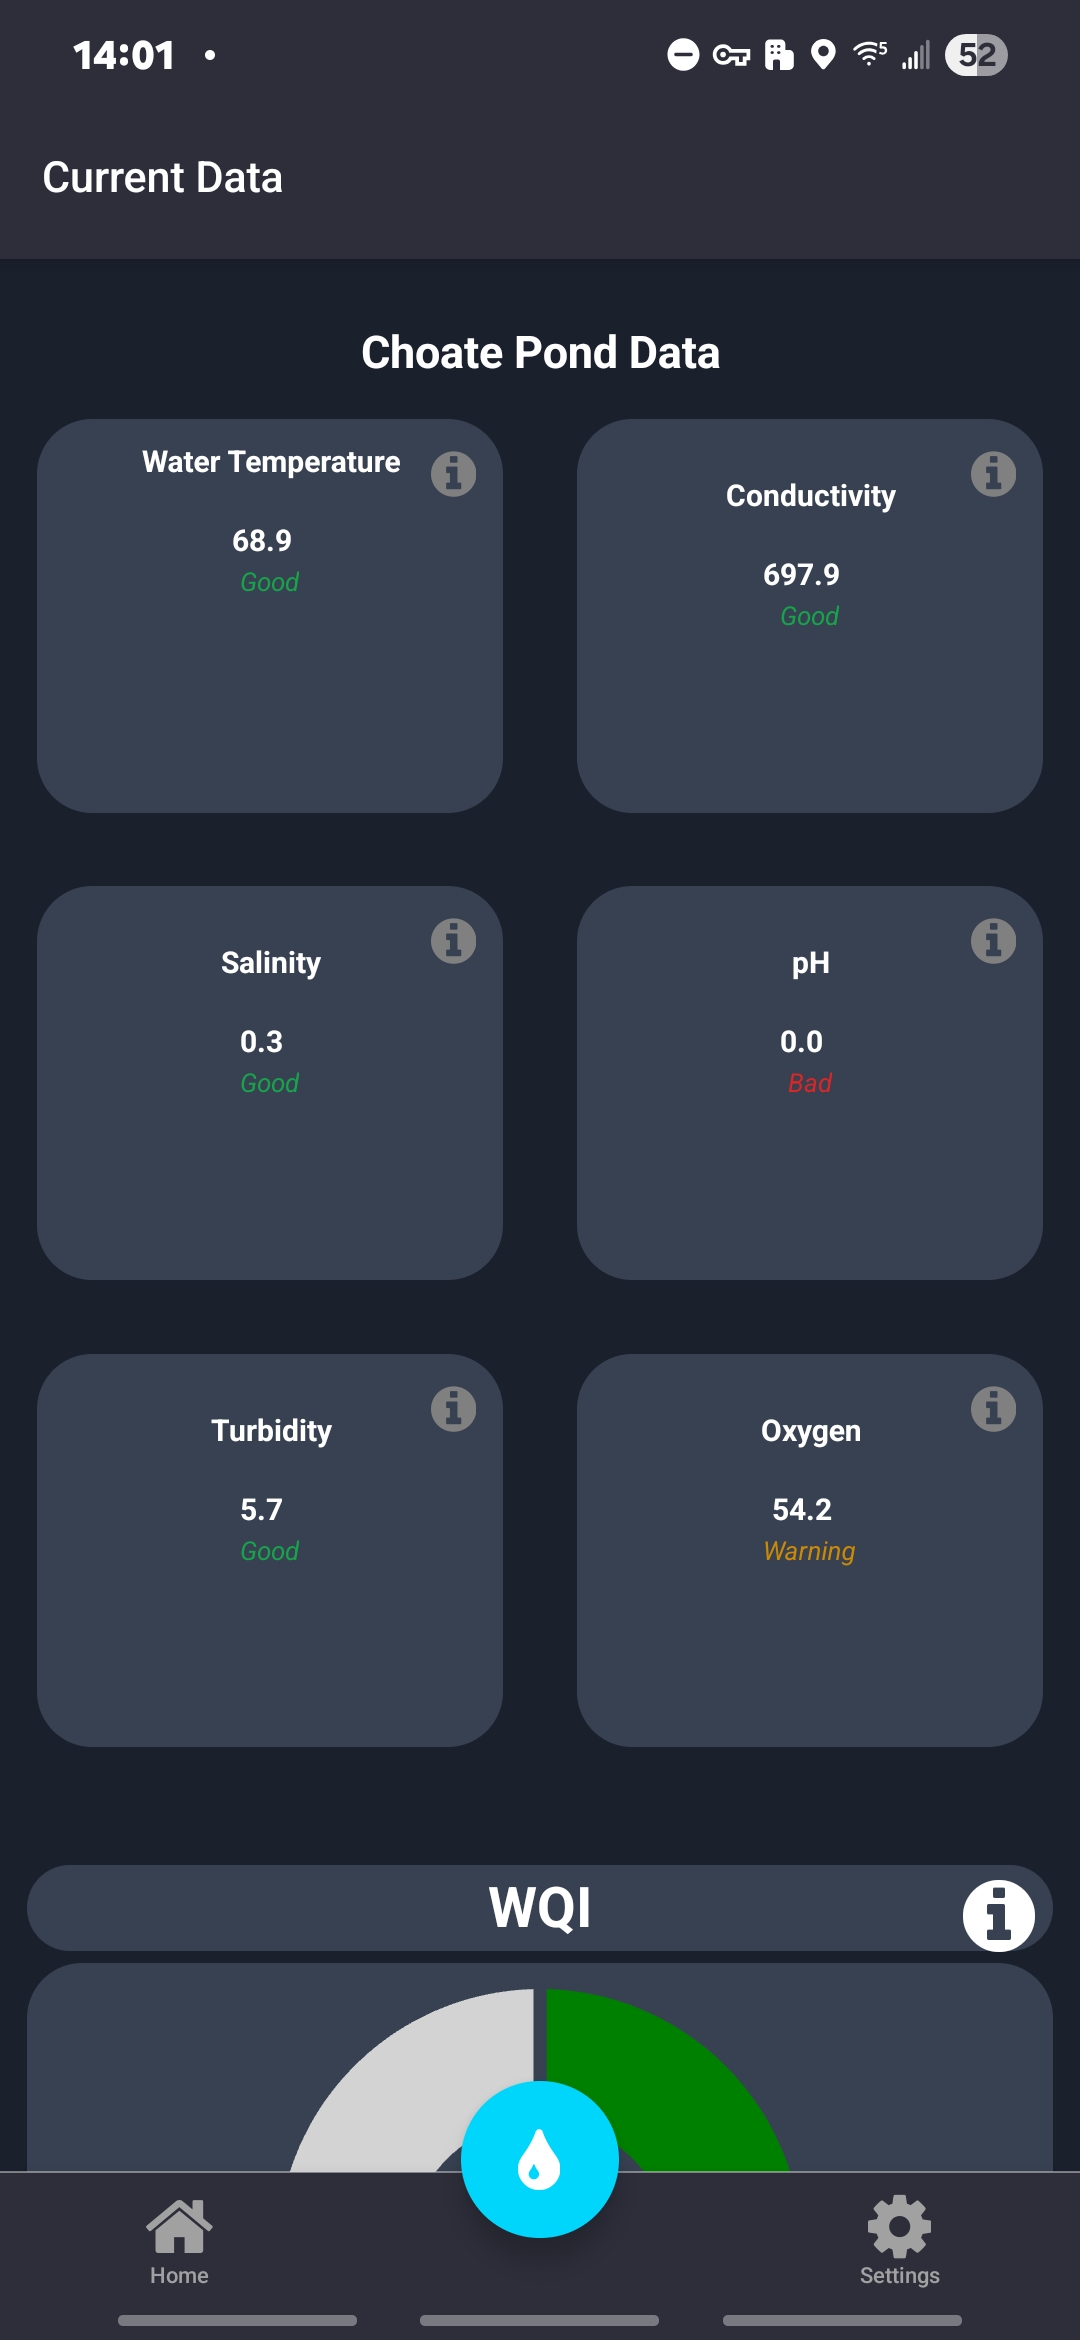 14:01
5
52
Current Data
Choate Pond Data
Water Temperature
68.9
Good
Conductivity
697.9
Good
Salinity
0.3
Good
pH
0.0
Bad
Turbidity
5.7
Good
Oxygen
54.2
Warning
WQI
Home
Settings